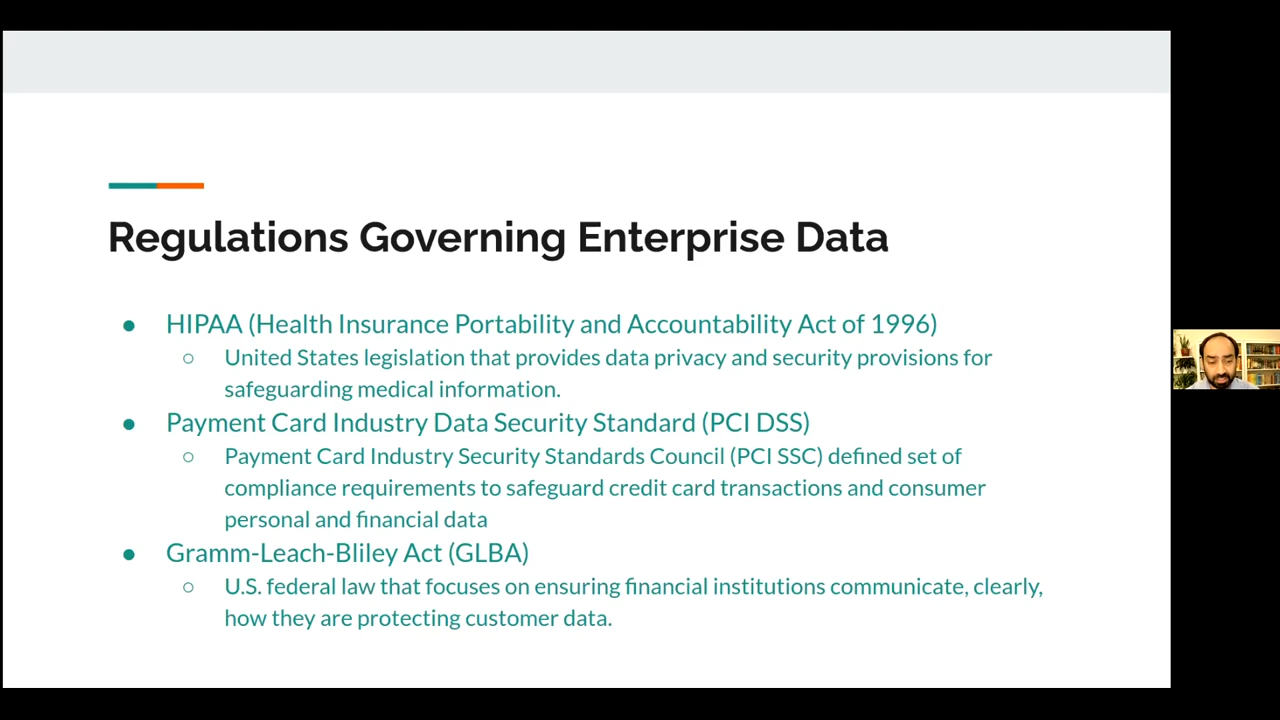 Regulations Governing Enterprise Data
● HIPAA (Health Insurance Portability and Accountability Act of 1996)
○ United States legislation that provides data privacy and security provisions for
safeguarding medical information.
● Payment Card Industry Data Security Standard (PCI DSS)
○ Payment Card Industry Security Standards Council (PCI SSC) defined set of
compliance requirements to safeguard credit card transactions and consumer
personal and financial data
● Gramm-Leach-Bliley Act (GLBA)
○ U.S. federal law that focuses on ensuring financial institutions communicate, clearly,
how they are protecting customer data.